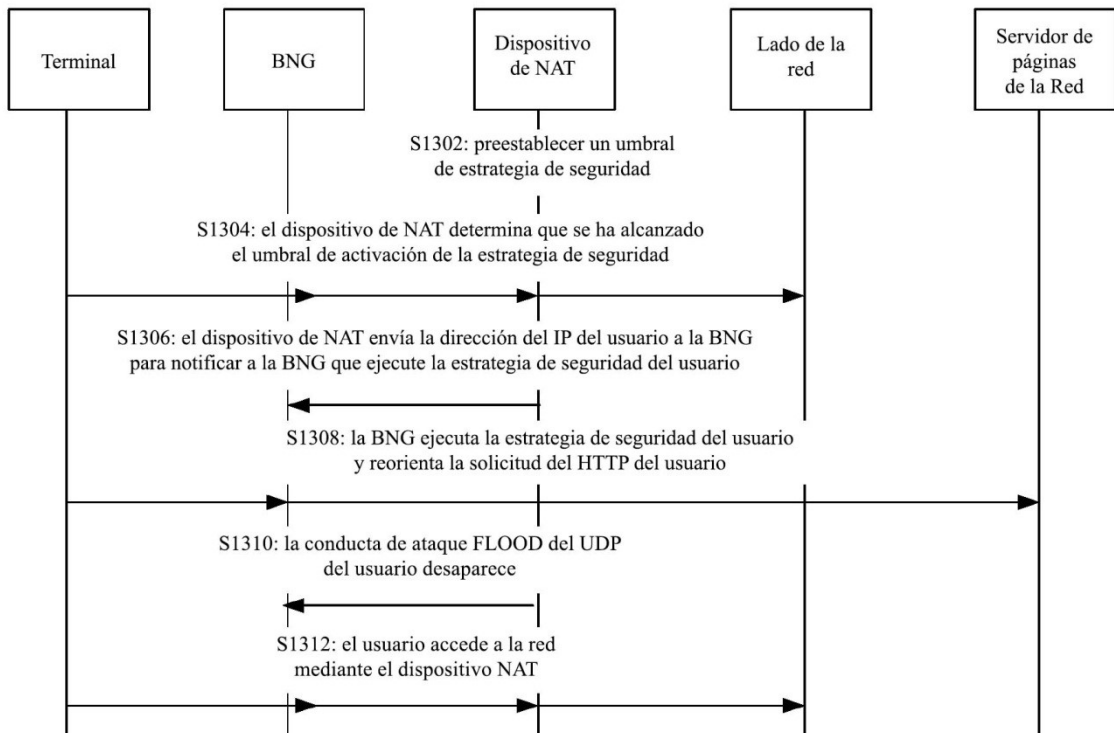 Terminal
BNG
Dispositivo
de NAT
Lado de la
red
Servidor de
páginas
de la Red
S1302: preestablecer un umbral
de estrategia de seguridad
S1304: el dispositivo de NAT determina que se ha alcanzado
el umbral de activación de la estrategia de seguridad
S1306: el dispositivo de NAT envía la dirección del IP del usuario a la BNG
para notificar a la BNG que ejecute la estrategia de seguridad del usuario
S1308: la BNG ejecuta la estrategia de seguridad del usuario
y reorienta la solicitud del HTTP del usuario
S1310: la conducta de ataque FLOOD del UDP
del usuario desaparece
S1312: el usuario accede a la red
mediante el dispositivo NAT